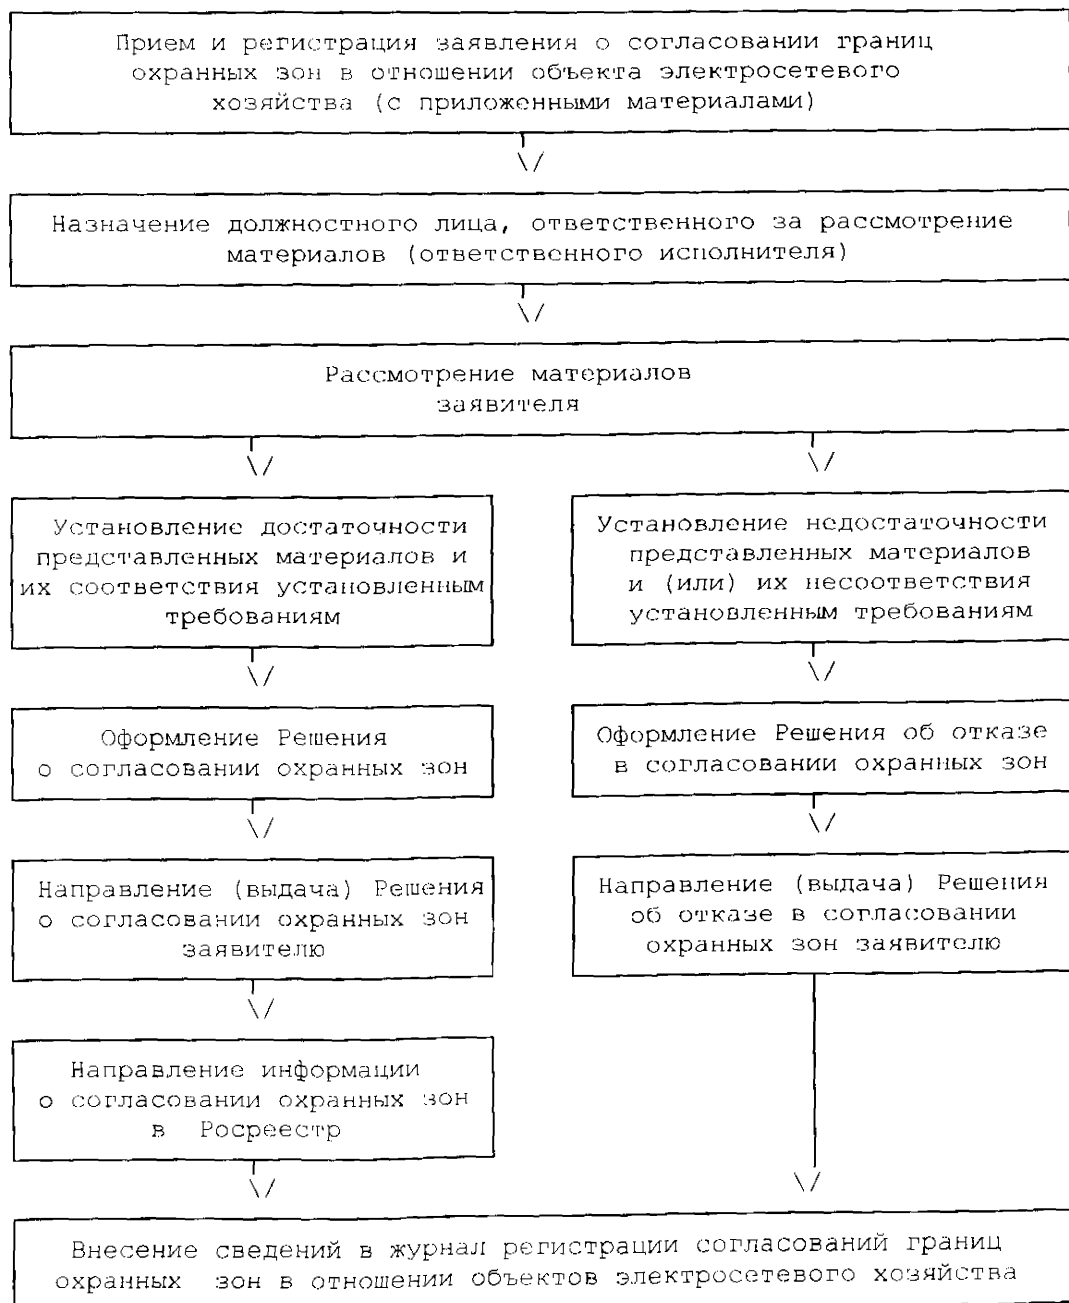 Прием и регистрация заявления о согласовании границ
охранных зон в отношении объекта электросетевого
хозяйства (с приложенными материалами)
\/
Назначение должностного лица, ответственного за рассмотрение
материалов (ответственного исполнителя)
\/
Рассмотрение материалов
заявителя
\/
\/
Установление достаточности
представленных материалов и
их соответствия установленным
требованиям
Установление недостаточности
представленных материалов
и (или) их несоответствия
установленным требованиям
\/
\/
Оформление Решения
о согласовании охранных зон
Оформление Решения об отказе
в согласовании охранных зон
\/
\/
Направление (выдача) Решения
о согласовании охранных зон
заявителю
Направление (выдача) Решения
об отказе в согласовании
охранных зон заявителю
\/
Направление информации
о согласовании охранных зон
в Росреестр
\/
\/
Внесение сведений в журнал регистрации согласований границ
охранных зон в отношении объектов электросетевого хозяйства